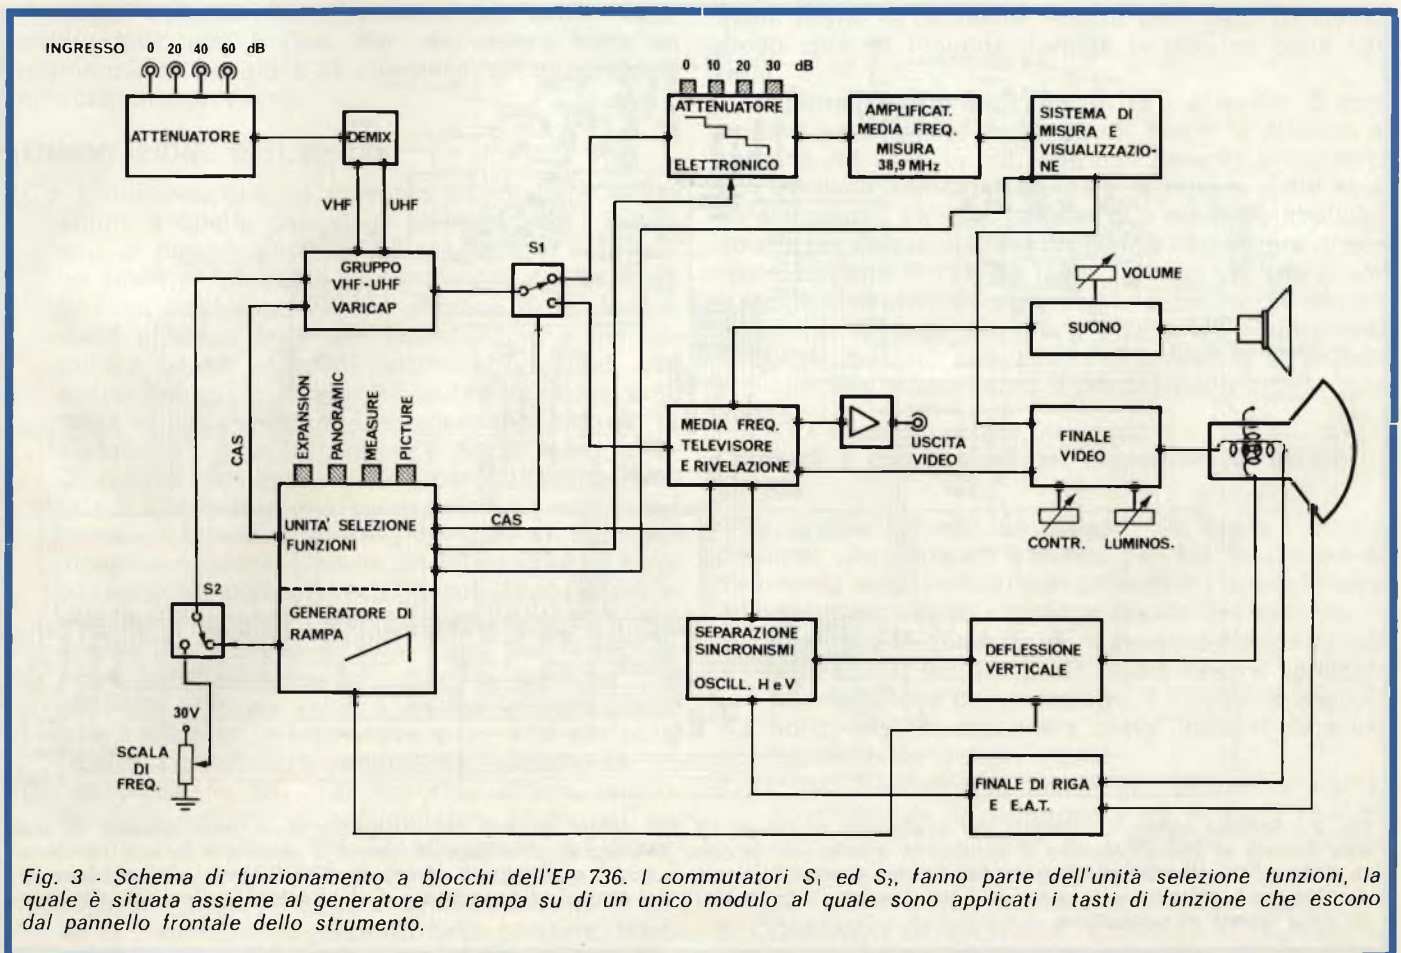 INGRESSO 0 20 40 60 dB
ATTENUATORE
DEMIX
VHF UHF
GRUPPO
VHF-UHF
VARICAP
S1
0 10 20 30 dB
ATTENUATORE
ELETTRONICO
AMPLIFICAT.
MEDIA FREQ.
MISURA
38,9 MHz
SISTEMA DI
MISURA E
VISUALIZZAZIO-
NE
VOLUME
SUONO
CAS
EXPANSION
PANORAMIC
MEASURE
PICTURE
UNITA' SELEZIONE
FUNZIONI
CAS
MEDIA FREQ.
TELEVISORE
E RIVELAZIONE
USCITA
VIDEO
FINALE
VIDEO
CONTR. LUMINOS.
S2
GENERATORE DI
RAMPA
30V
SCALA
DI
FREQ.
SEPARAZIONE
SINCRONISMI
OSCILL. H e V
DEFLESSIONE
VERTICALE
FINALE DI RIGA
E E.A.T.
Fig. 3 - Schema di funzionamento a blocchi dell'EP 736. I commutatori S₁ ed S₂, fanno parte dell'unità selezione funzioni, la
quale è situata assieme al generatore di rampa su di un unico modulo al quale sono applicati i tasti di funzione che escono
dal pannello frontale dello strumento.